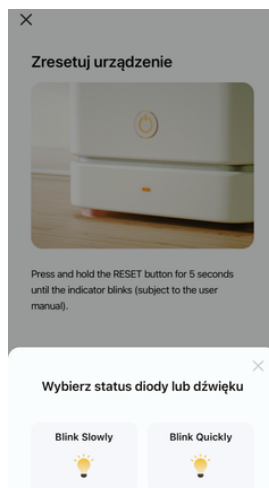 Zresetuj urządzenie
Press and hold the RESET button for 5 seconds
until the indicator blinks (subject to the user
manual).
Wybierz status diody lub dźwięku
Blink Slowly
Blink Quickly